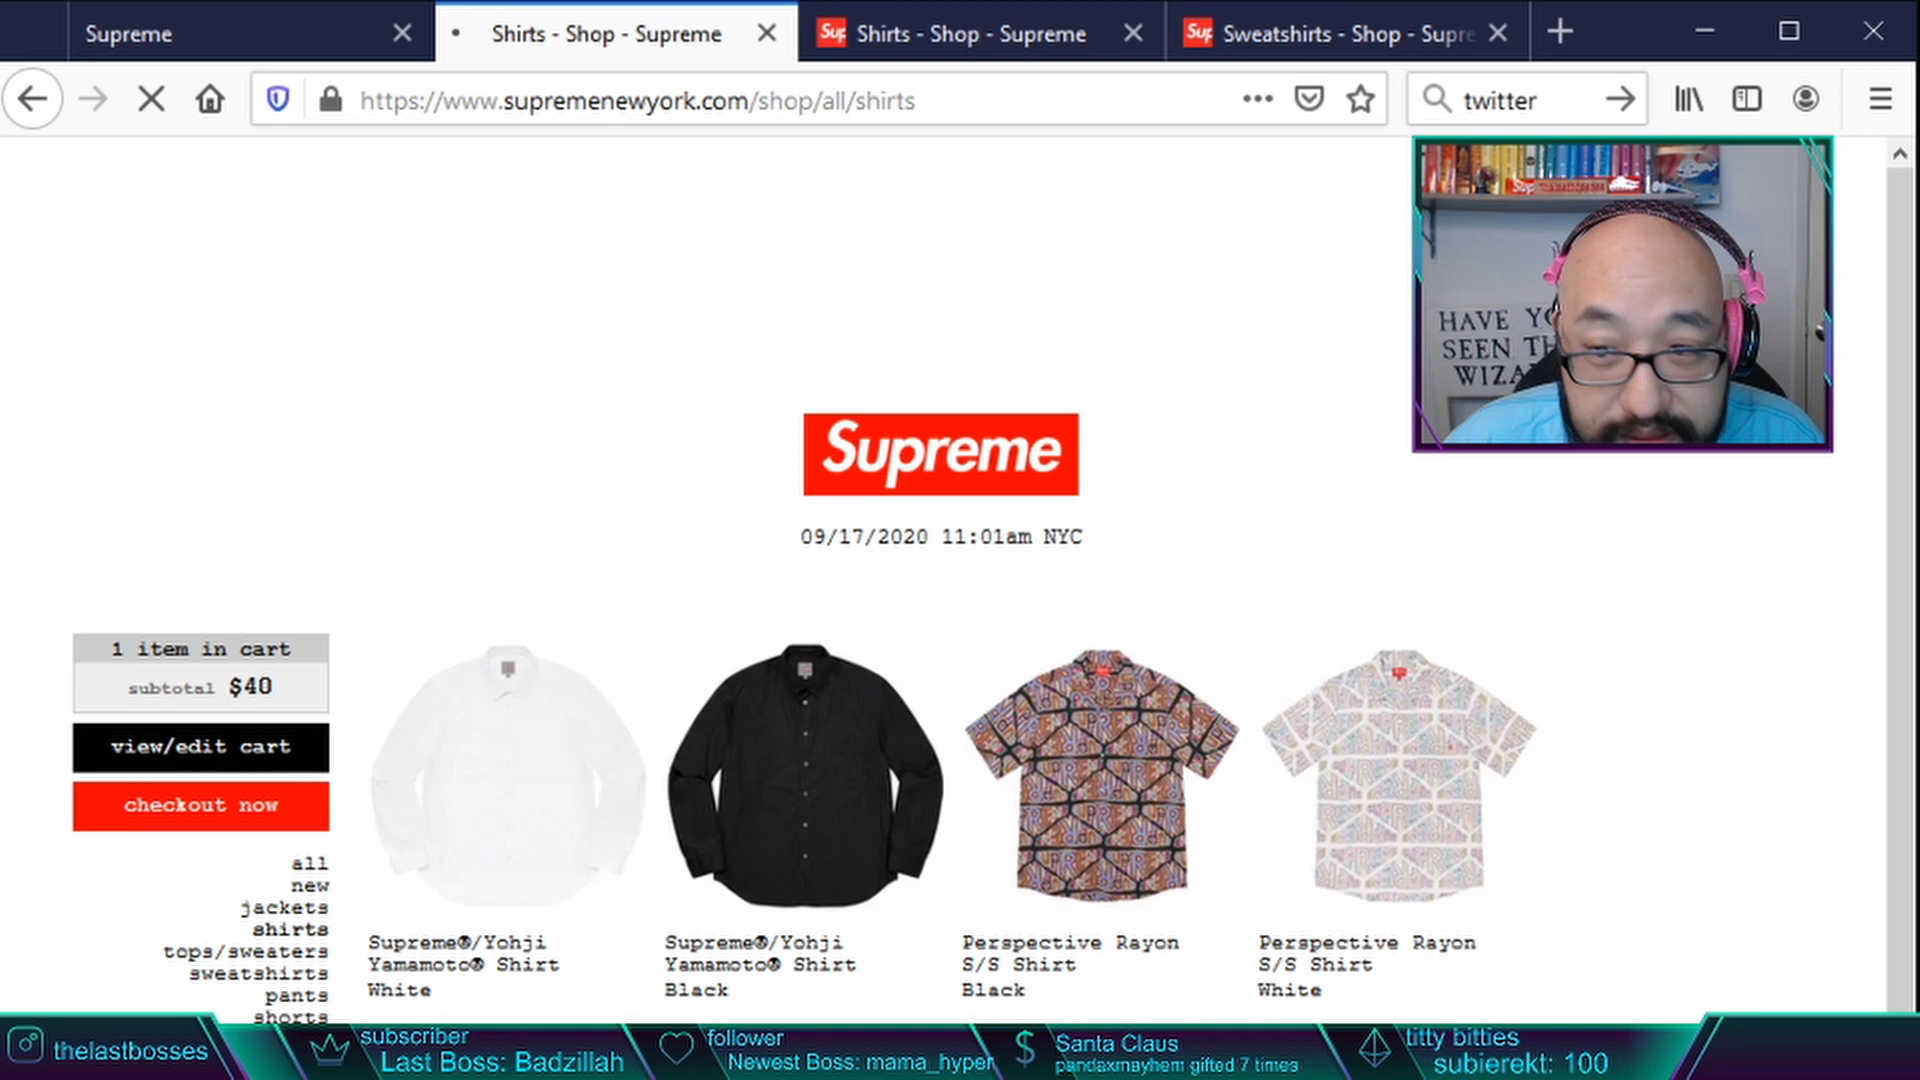 Supreme
Shirts - Shop - Supreme
Sup
Shirts - Shop - Supreme
Sup
Sweatshirts - Shop - Supre
https://www.supremenewyork.com/shop/all/shirts
twitter
Sup
HAVE YO
SEEN TH
WIZA
Supreme
09/17/2020 11:01am NYC
1 item in cart
subtotal $40
view/edit cart
checkout now
all
new
jackets
shirts
tops/sweaters
sweatshirts
pants
shorts
Supreme®/Yohji
Yamamoto® Shirt
White
Supreme®/Yohji
Yamamoto® Shirt
Black
Perspective Rayon
S/S Shirt
Black
Perspective Rayon
S/S Shirt
White
thelastbosses
subscriber
Last Boss: Badzillah
follower
Newest Boss: mama_hyper
Santa Claus
pandaxmayhem gifted 7 times
titty bitties
subierekt: 100